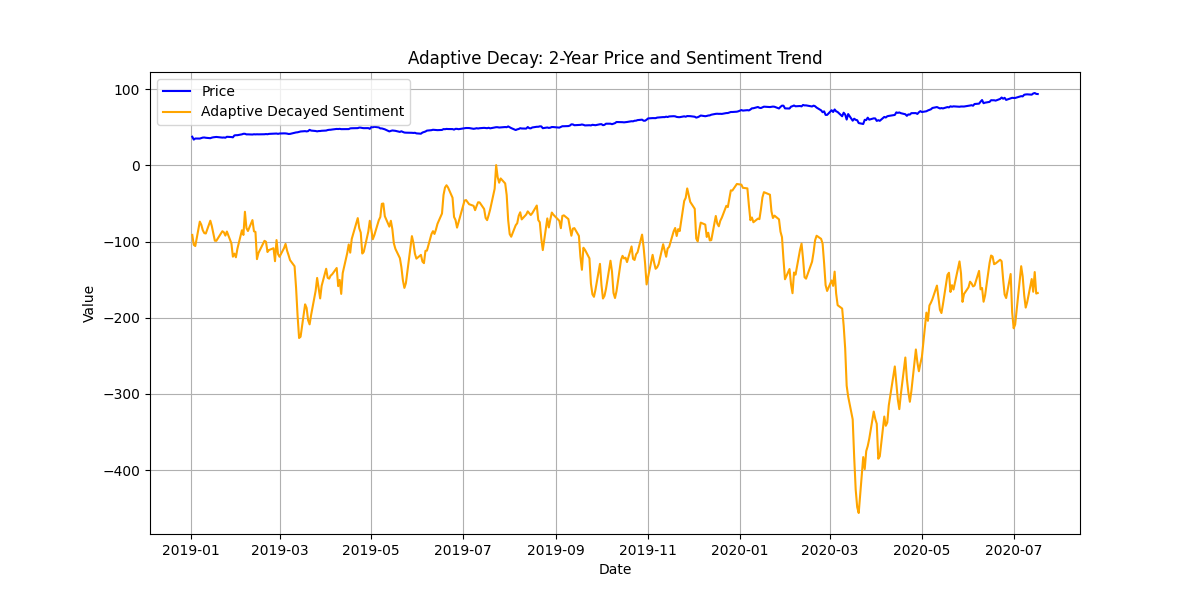 Adaptive Decay: 2-Year Price and Sentiment Trend
Price
Adaptive Decayed Sentiment
100
0
−100
−200
−300
−400
Value
2019-01 2019-03 2019-05 2019-07 2019-09 2019-11 2020-01 2020-03 2020-05 2020-07
Date